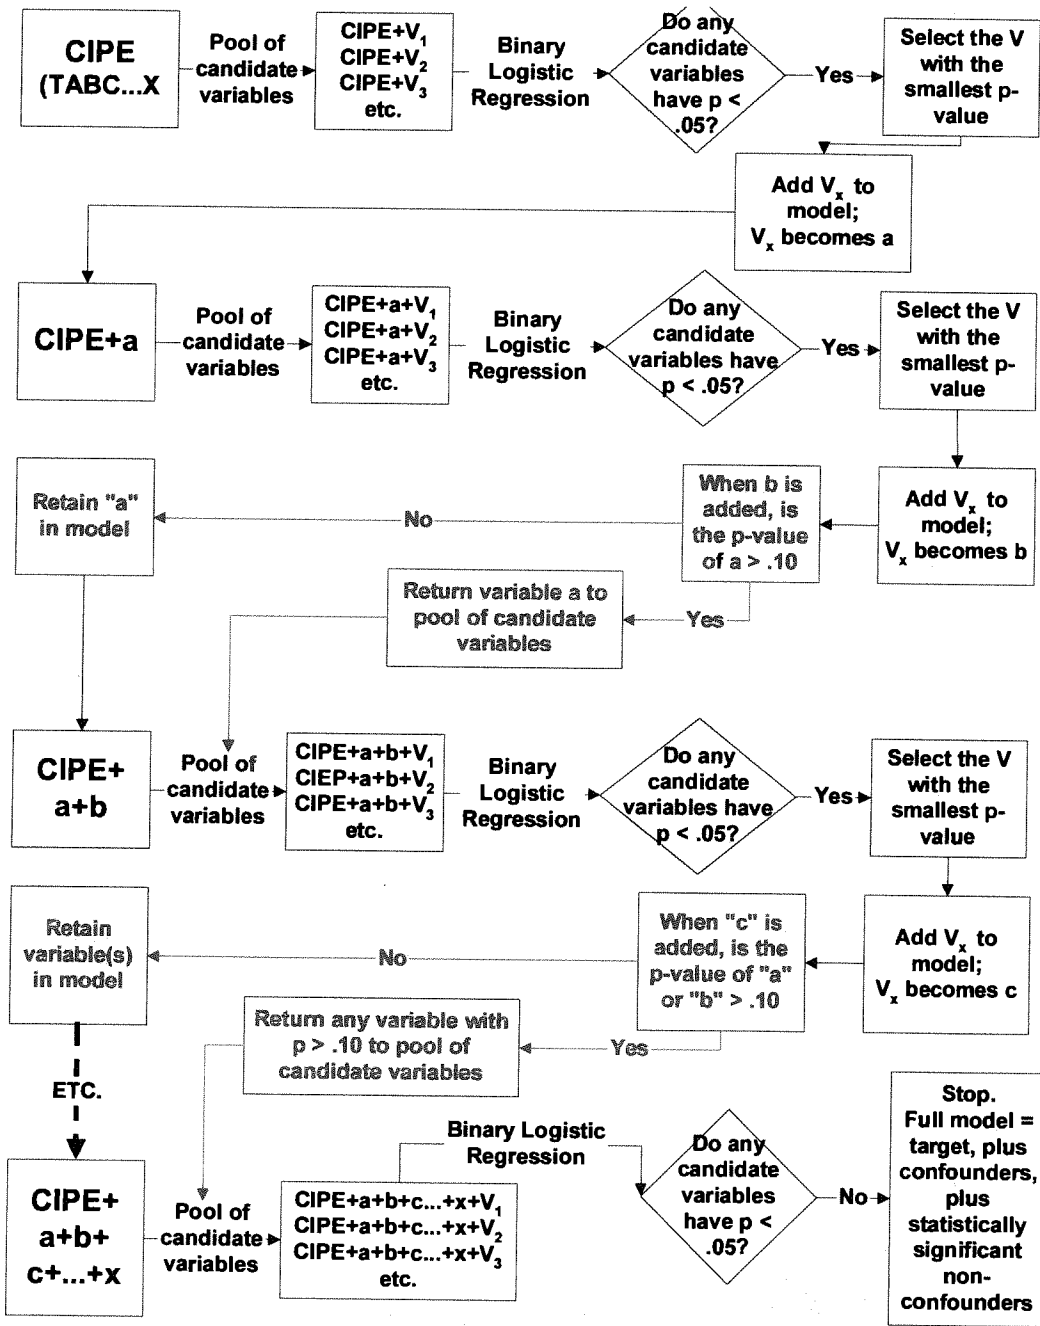 CIPE
(TABC...X
Pool of
candidate
variables
CIPE+V1
CIPE+V2
CIPE+V3
etc.
Binary
Logistic
Regression
Do any
candidate
variables
have p <
.05?
Yes
Select the V
with the
smallest p-
value
Add Vx to
model;
Vx becomes a
CIPE+a
Pool of
candidate
variables
CIPE+a+V1
CIPE+a+V2
CIPE+a+V3
etc.
Binary
Logistic
Regression
Do any
candidate
variables have
p < .05?
Yes
Select the V
with the
smallest p-
value
Add Vx to
model;
Vx becomes b
When b is
added, is
the p-value
of a > .10
No
Retain "a"
in model
Yes
Return variable a to
pool of candidate
variables
CIPE+
a+b
Pool of
candidate
variables
CIPE+a+b+V1
CIEP+a+b+V2
CIPE+a+b+V3
etc.
Binary
Logistic
Regression
Do any
candidate
variables have
p < .05?
Yes
Select the V
with the
smallest p-
value
Add Vx to
model;
Vx becomes c
When "c" is
added, is the
p-value of "a"
or "b" > .10
No
Retain
variable(s)
in model
Yes
Return any variable with
p > .10 to pool of
candidate variables
ETC.
CIPE+
a+b+
c+...+x
Pool of
candidate
variables
CIPE+a+b+c...+x+V1
CIPE+a+b+c...+x+V2
CIPE+a+b+c...+x+V3
etc.
Binary Logistic
Regression
Do any
candidate
variables
have p <
.05?
No
Stop.
Full model =
target, plus
confounders,
plus
statistically
significant
non-
confounders